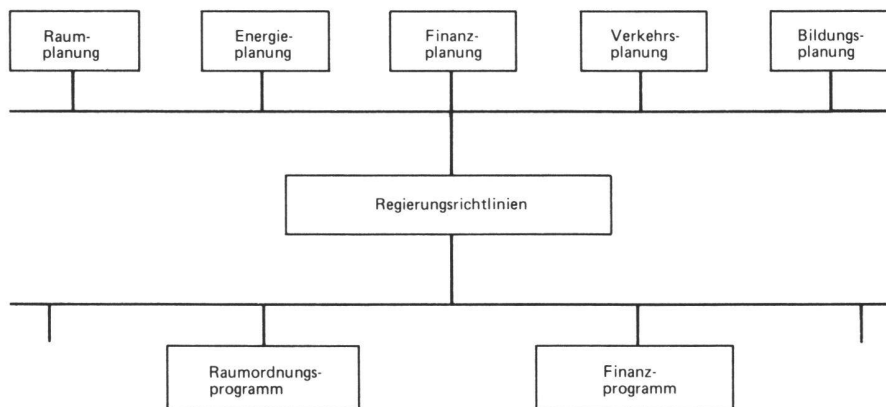 Raum-
planung
Energie-
planung
Finanz-
planung
Verkehrs-
planung
Bildungs-
planung
Regierungsrichtlinien
Raumordnungs-
programm
Finanz-
programm